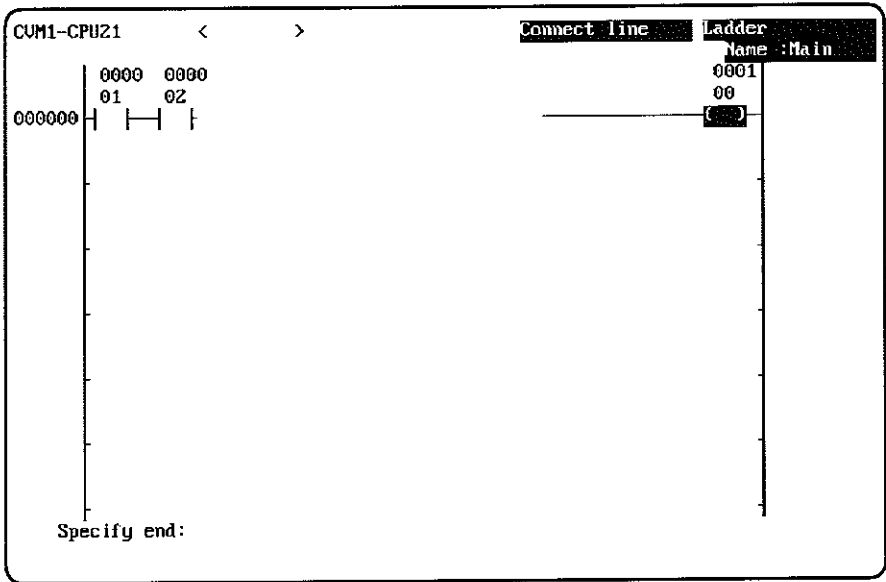 CVM1-CPU21 < > Connect line Ladder
Name :Main
0000 0000 0001
01 02 00
000000
Specify end: